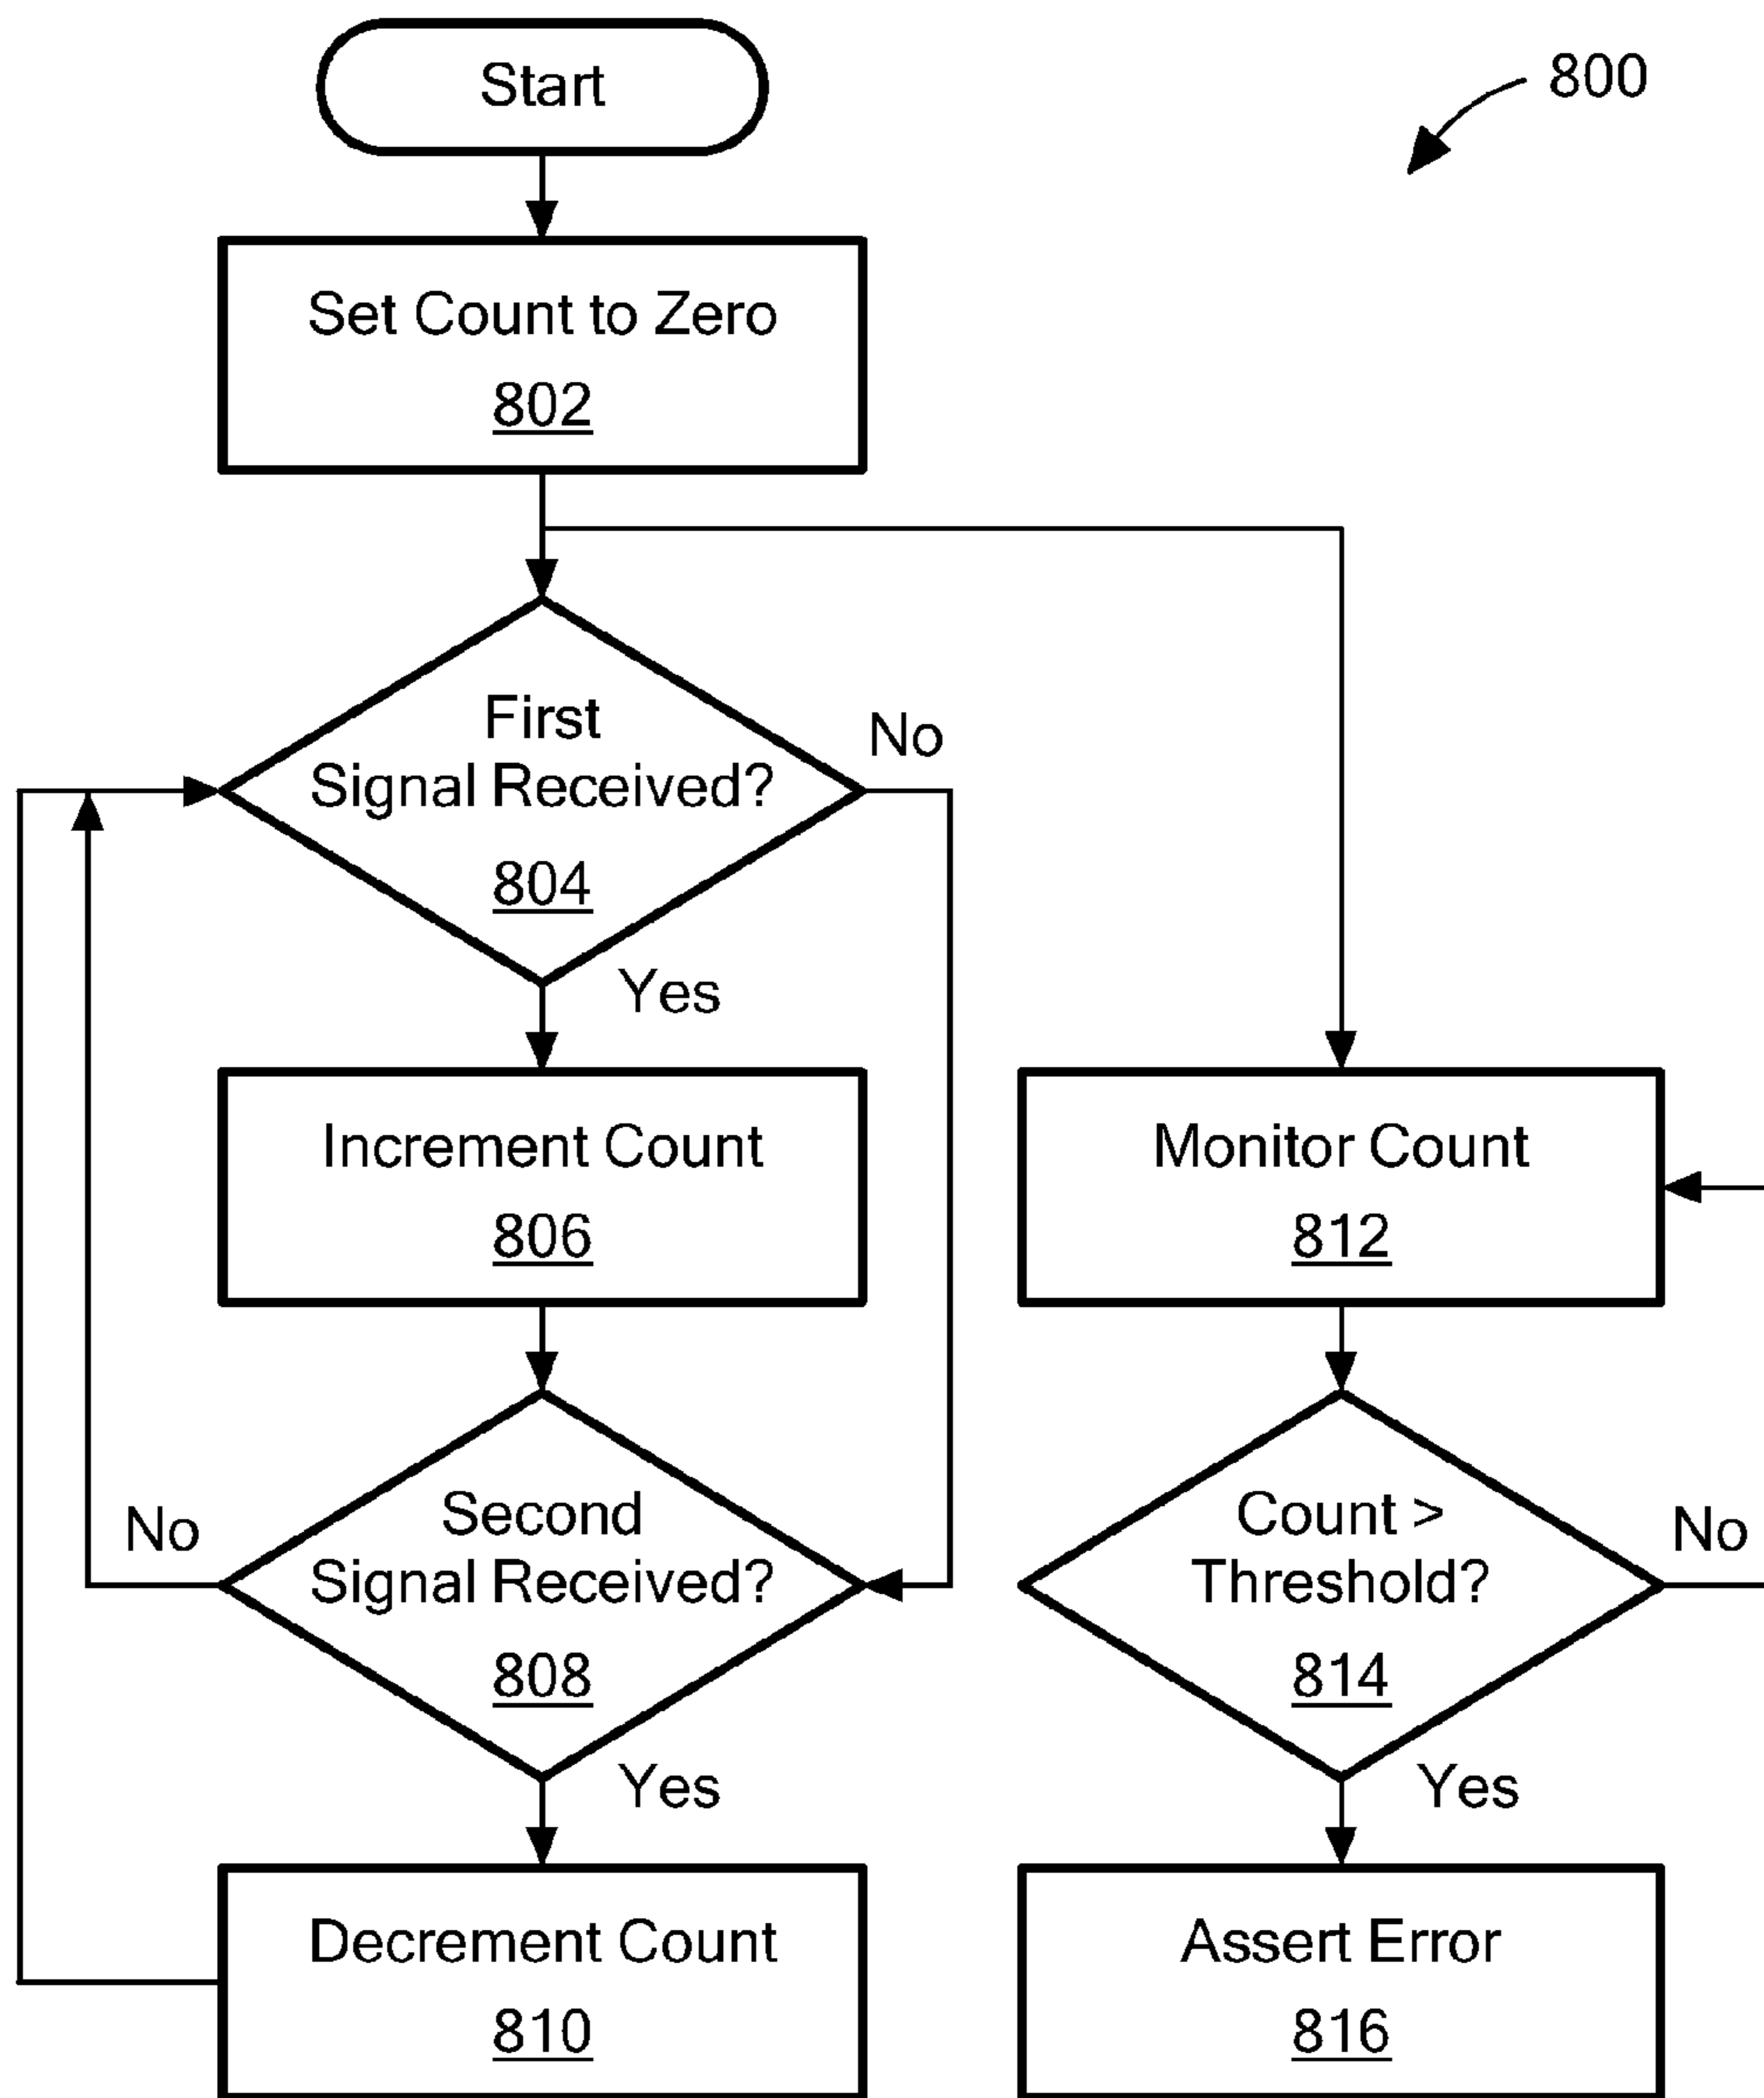 Start
800
Set Count to Zero
802
First
Signal Received?
804
No
Yes
Increment Count
806
Monitor Count
812
Second
Signal Received?
808
No
Yes
Count >
Threshold?
814
No
Yes
Decrement Count
810
Assert Error
816